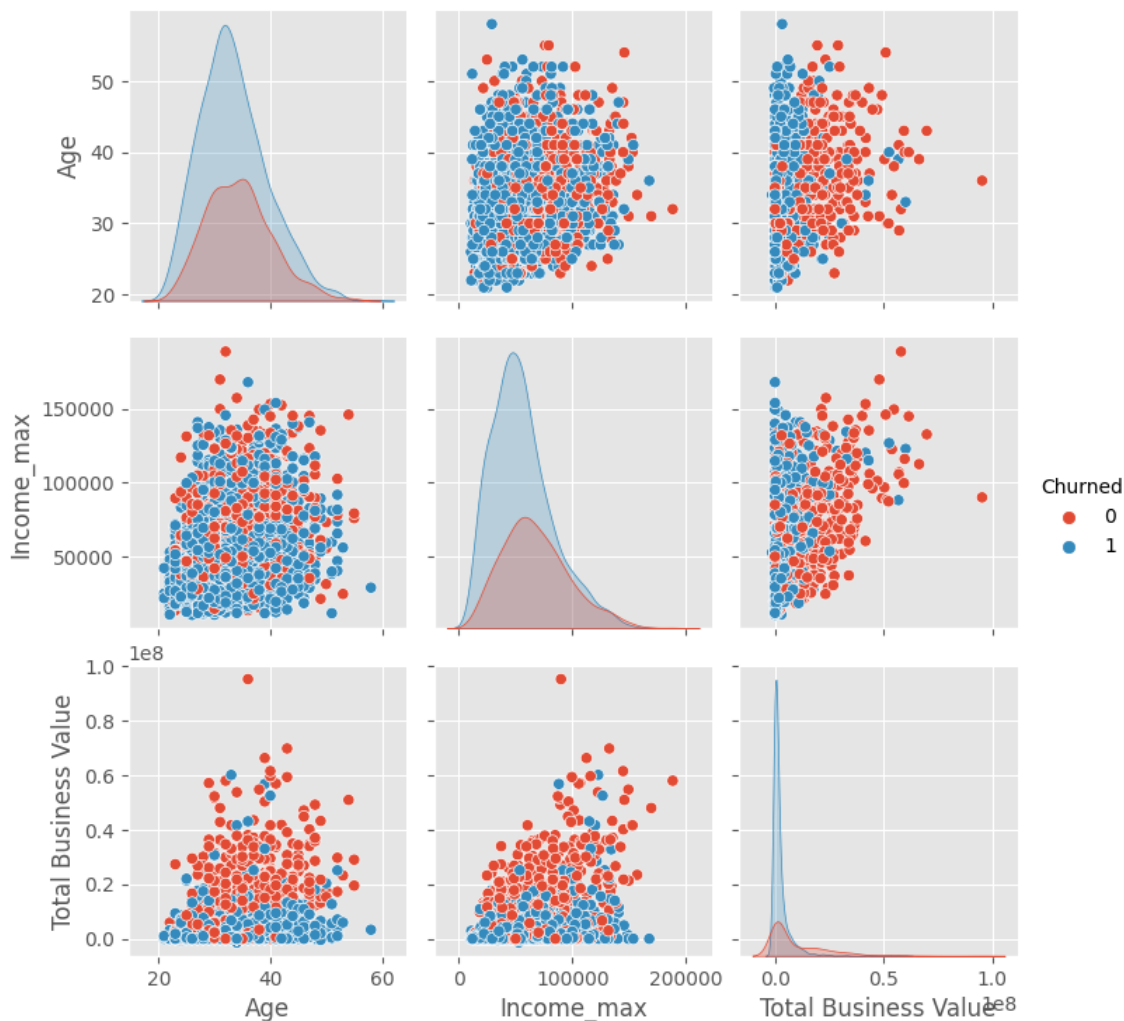 Age
50
40
30
20
Income_max
150000
100000
50000
Churned
0
1
1e8
Total Business Value
1.0
0.8
0.6
0.4
0.2
0.0
20 40 60
0 100000 200000
0.0 0.5 1.0
1e8
Age
Income_max
Total Business Value